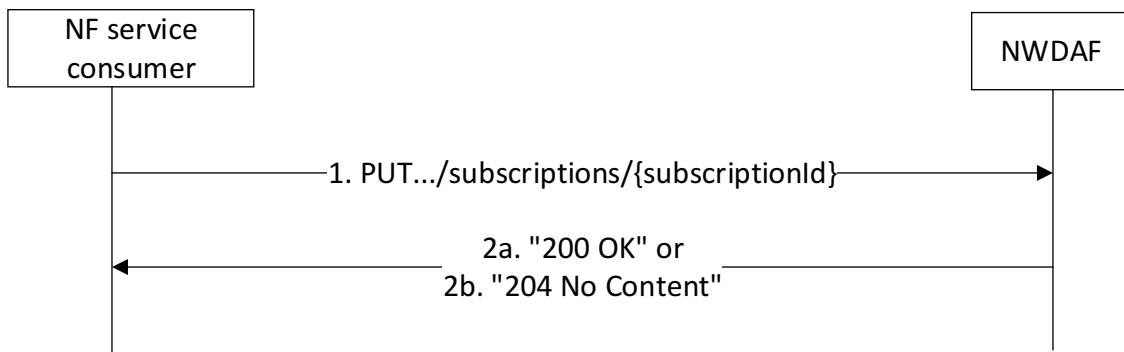 NF service
consumer
NWDAF
1. PUT.../subscriptions/{subscriptionId}
2a. "200 OK" or
2b. "204 No Content"